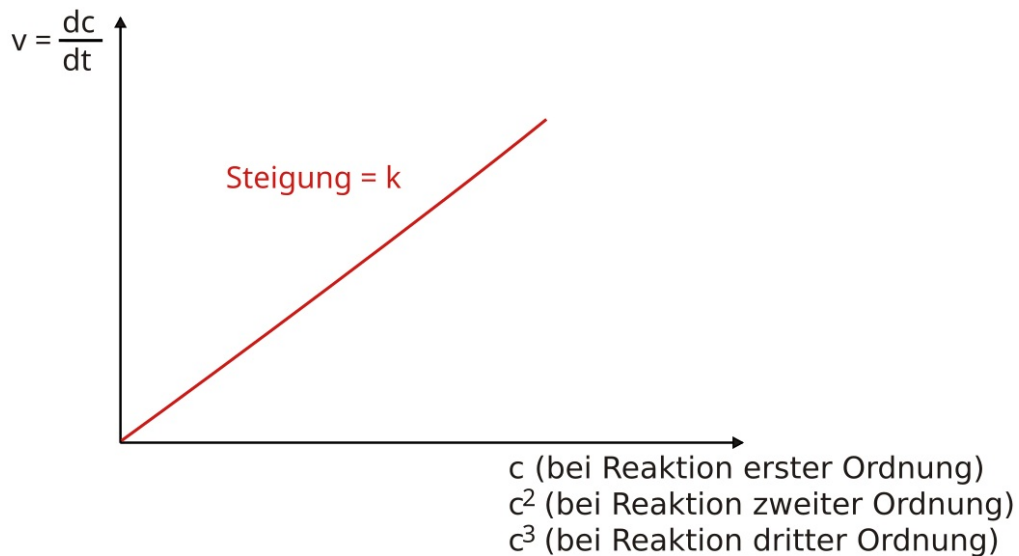 v = dc/dt
Steigung = k
c (bei Reaktion erster Ordnung)
c² (bei Reaktion zweiter Ordnung)
c³ (bei Reaktion dritter Ordnung)